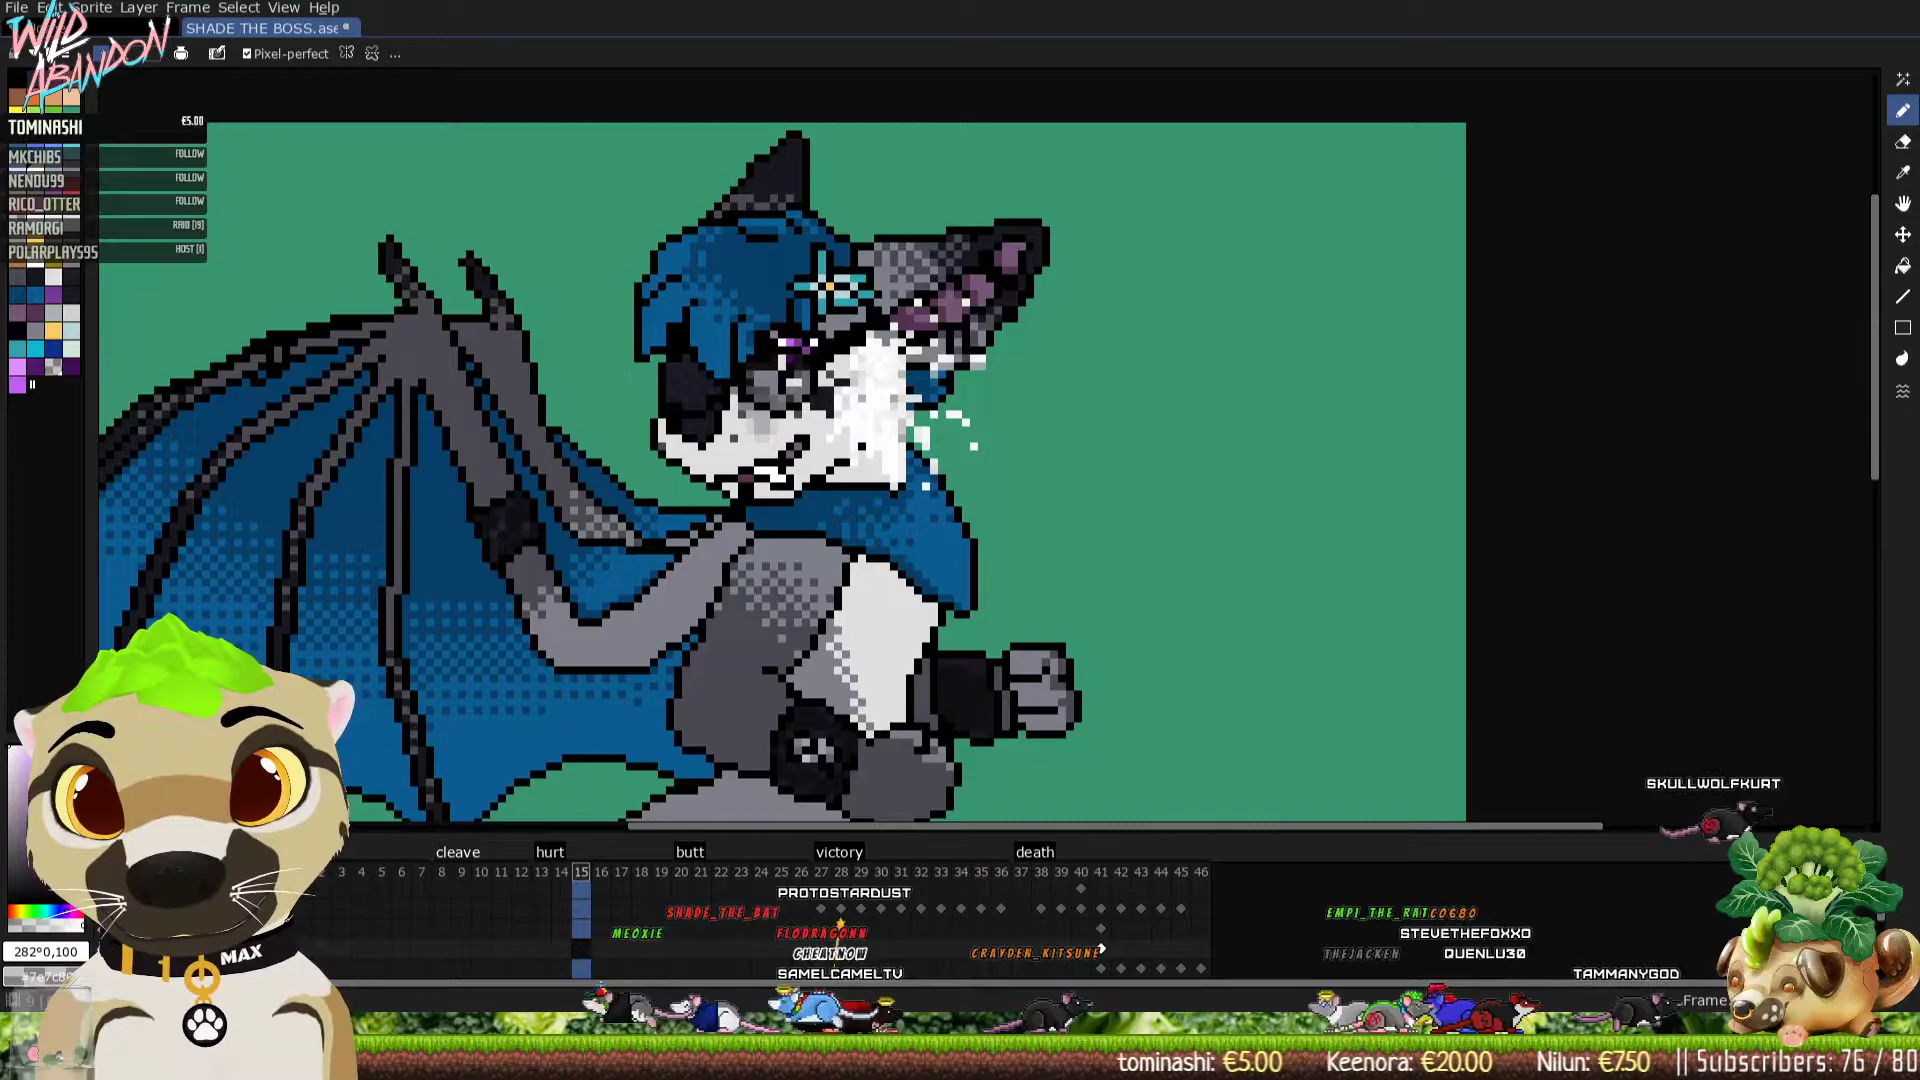 File Edit Sprite Layer Frame Select View Help
WILD ABANDON
SHADE THE BOSS.ase
Pixel-perfect
...
TOMINASHI €5.00
MKCHIBS FOLLOW
NENDU99 FOLLOW
RICO_OTTER FOLLOW
RAMORGI RAID [19]
POLARPLAY595 HOST [1]
SKULLWOLFKURT
cleave hurt butt victory death
3 4 5 6 7 8 9 10 11 12 13 14 15 16 17 18 19 20 21 22 23 24 25 26 27 28 29 30 31 32 33 34 35 36 37 38 39 40 41 42 43 44 45 46
PROTOSTARDUST
SHADE_THE_BAT
EMPI_THE_RAT CO680
MEOXIE
FLODRAGONN
STEVETHEFOXXO
CHEATNOW
CRAYDEN_KITSUNE
THEJACKEN
QUENLU30
SAMELCAMELTV
TAMMANYGOD
282°0,100
MAX
Frame
tominashi: €5.00 Keenora: €20.00 Nilun: €7.50 || Subscribers: 76 / 80